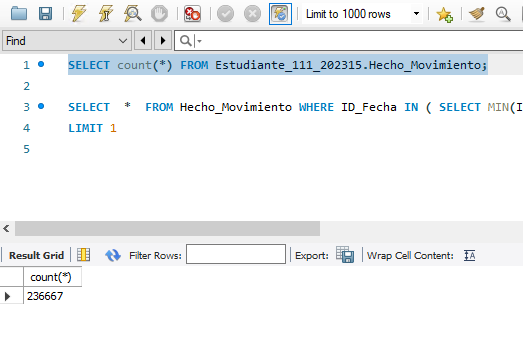 Limit to 1000 rows
Find
1 SELECT count(*) FROM Estudiante_111_202315.Hecho_Movimiento;
2
3 SELECT * FROM Hecho_Movimiento WHERE ID_Fecha IN ( SELECT MIN(I
4 LIMIT 1
5
Result Grid Filter Rows: Export: Wrap Cell Content: IA
count(*)
236667